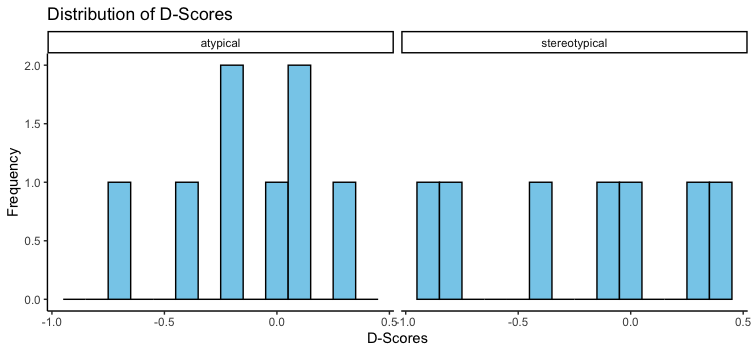 Distribution of D-Scores
atypical
stereotypical
Frequency
2.0
1.5
1.0
0.5
0.0
-1.0 -0.5 0.0 0.5
-1.0 -0.5 0.0 0.5
D-Scores